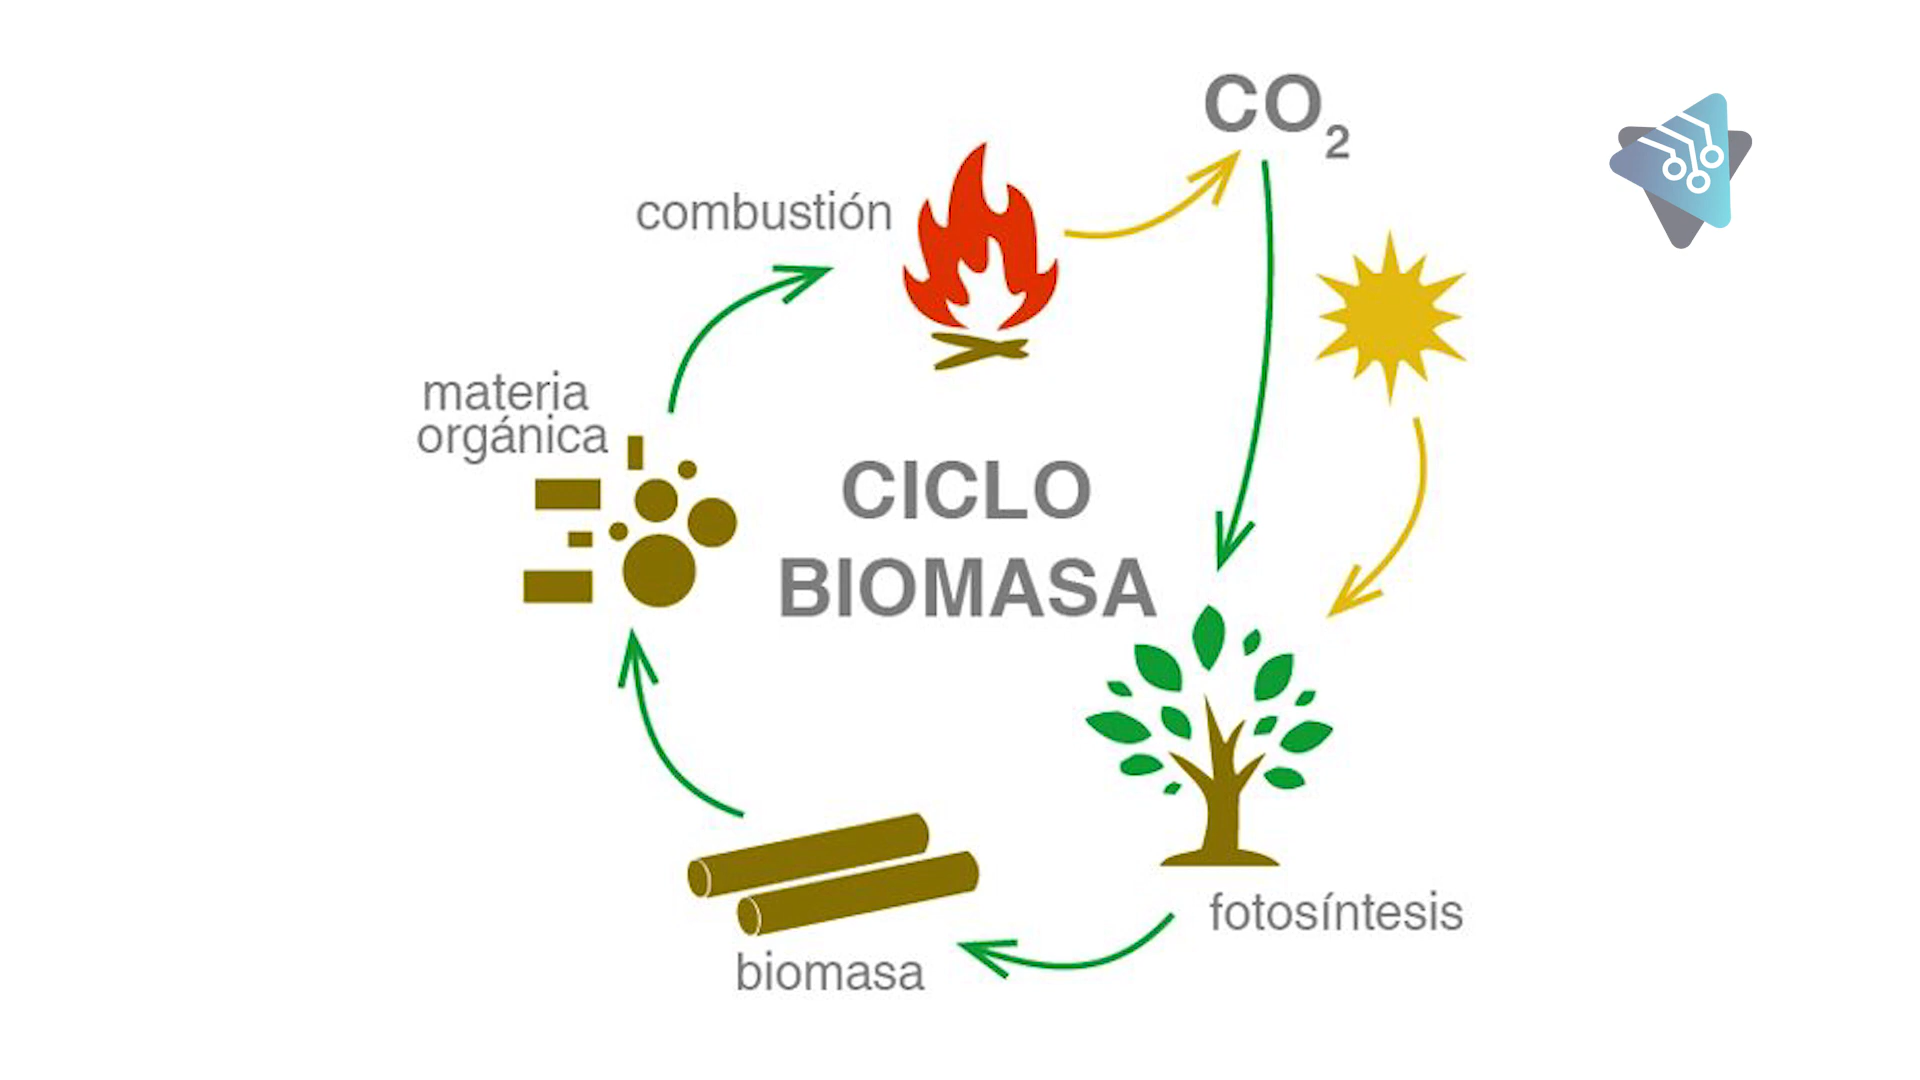 CO2
combustión
materia
orgánica
CICLO
BIOMASA
fotosíntesis
biomasa